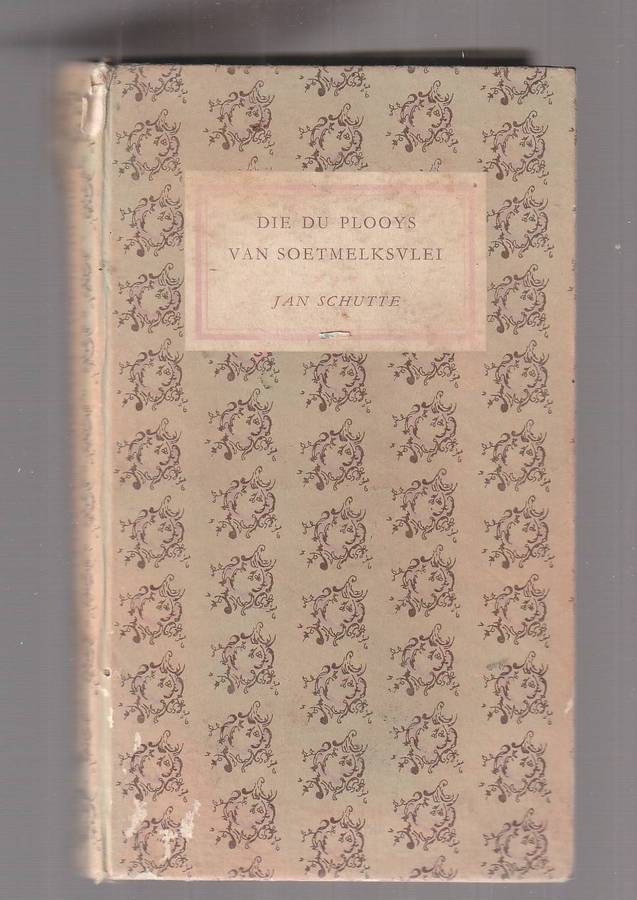 DIE DU PLOOYS
VAN SOETMELKSVLEI
JAN SCHUTTE